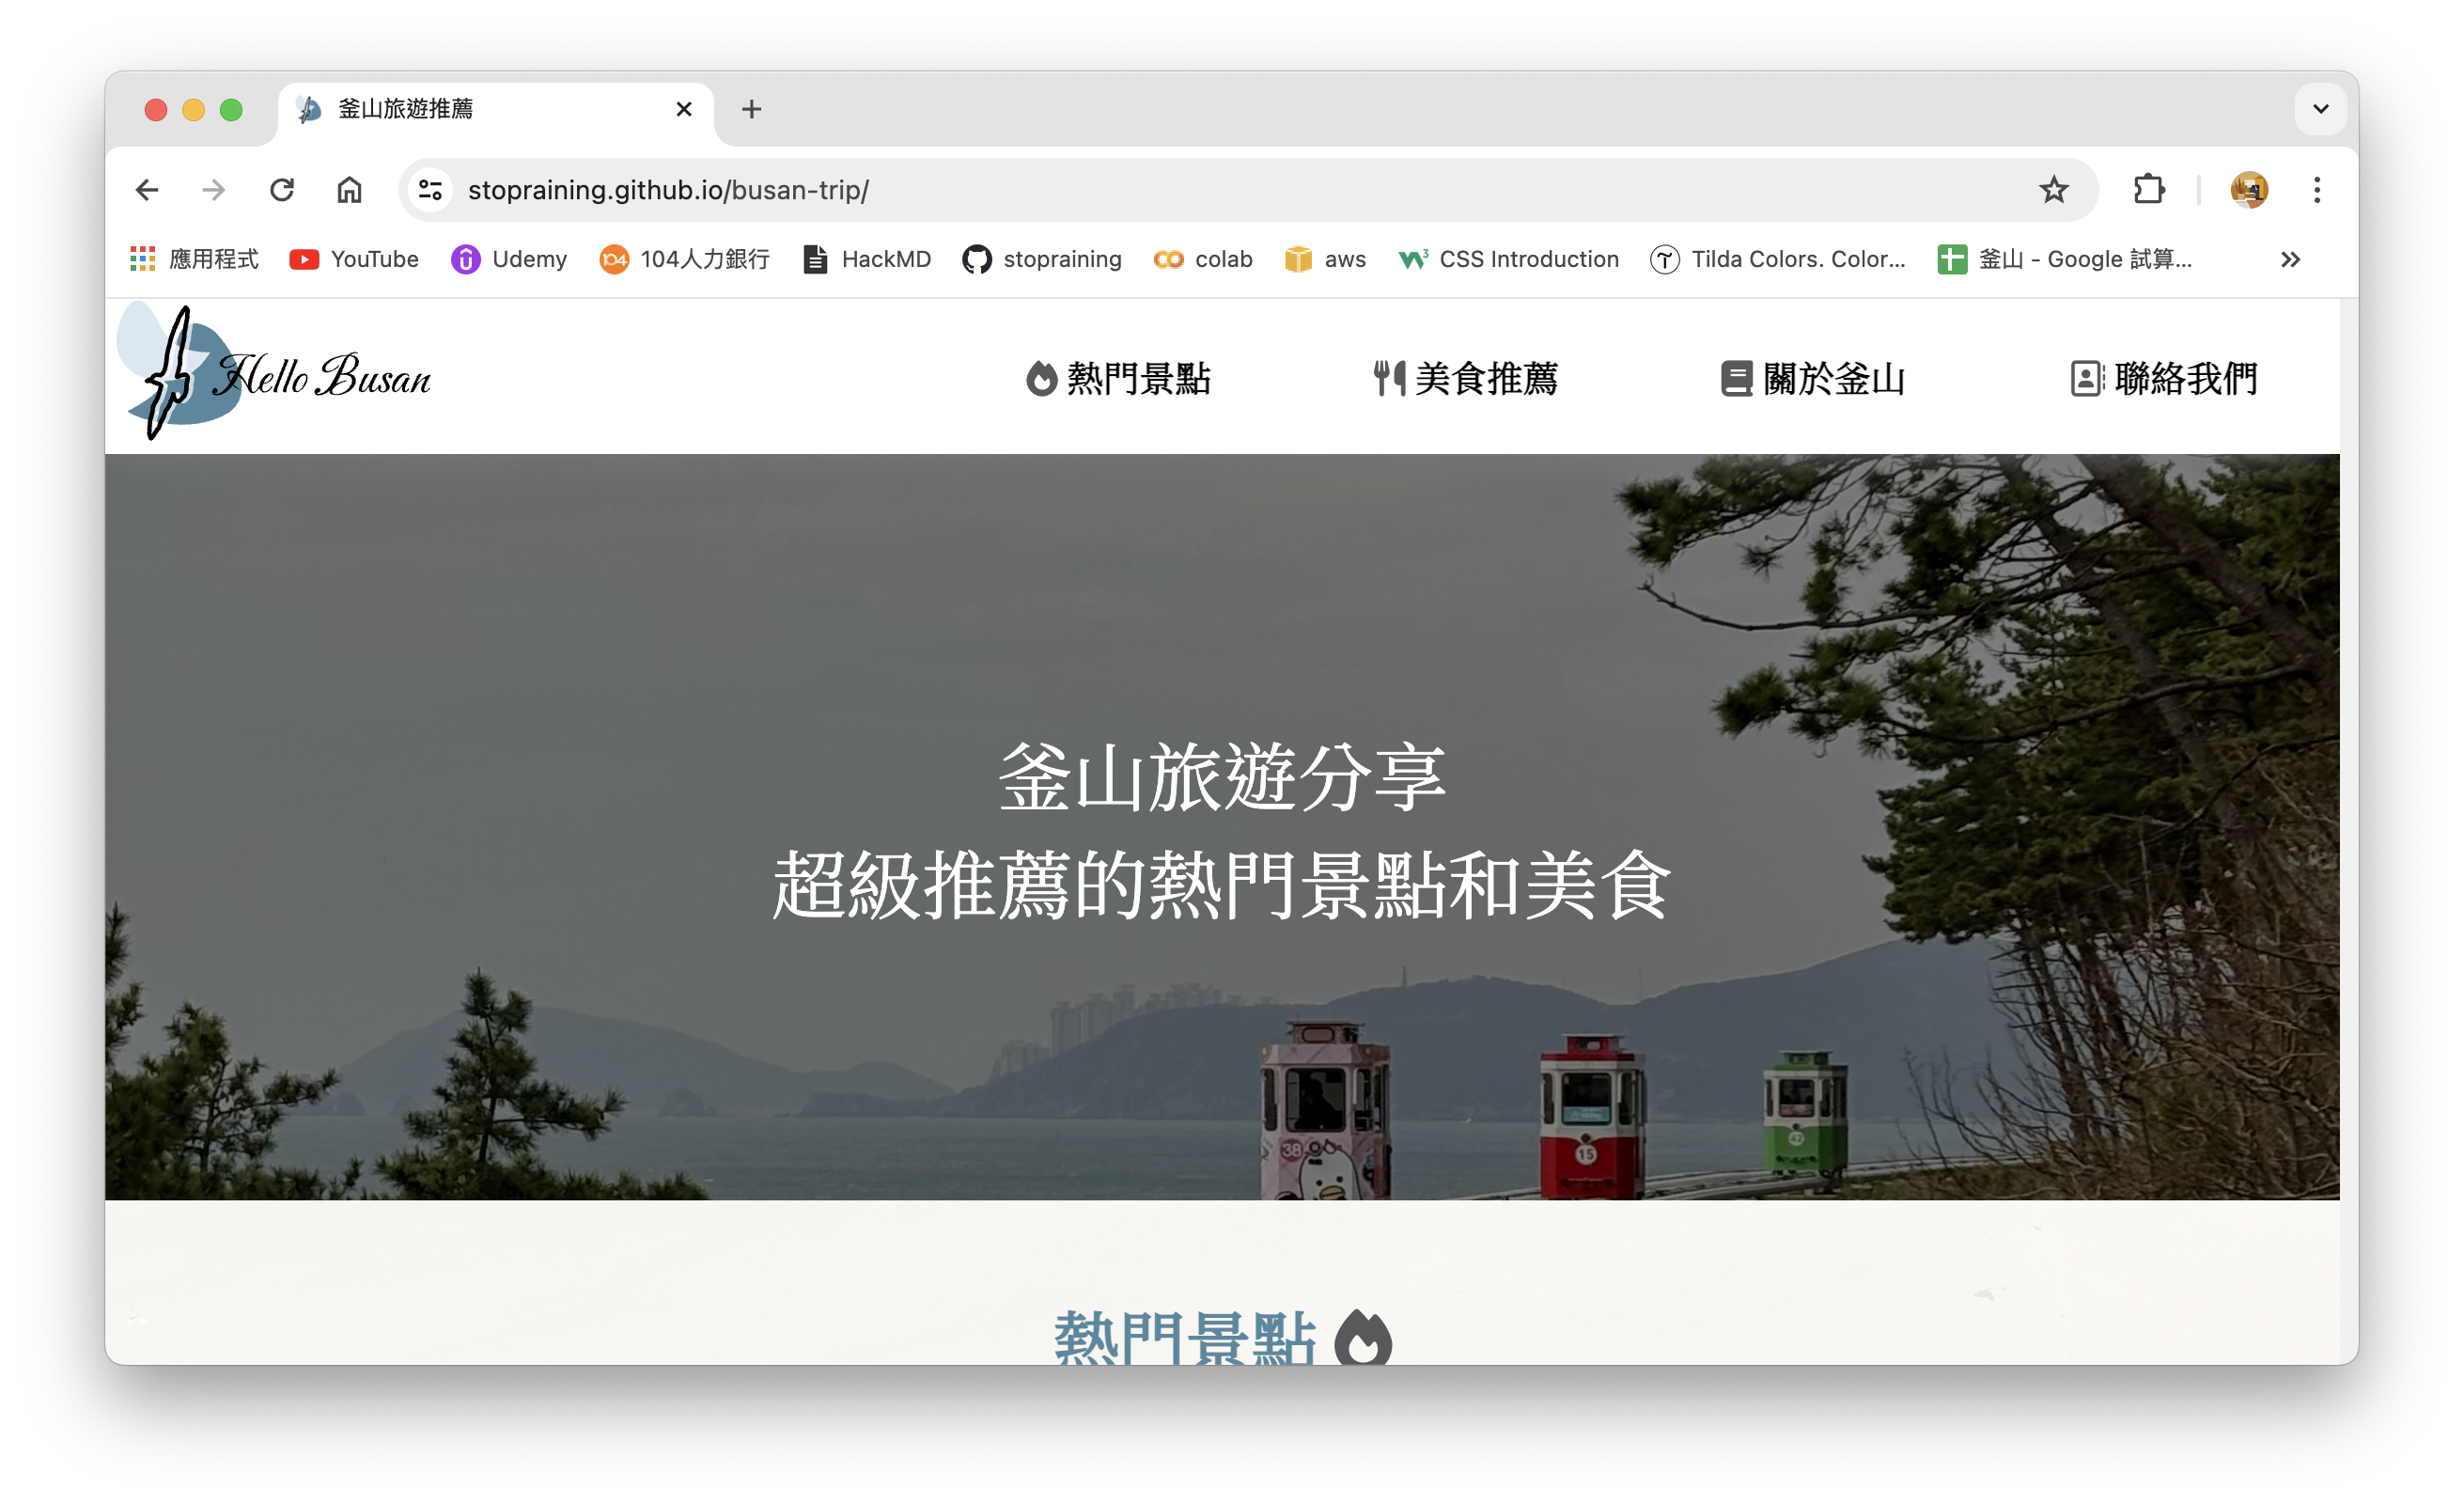 釜山旅遊推薦
stopraining.github.io/busan-trip/
應用程式 YouTube Udemy 104人力銀行 HackMD stopraining colab aws CSS Introduction Tilda Colors. Color... 釜山 - Google 試算...
Hello Busan 熱門景點 美食推薦 關於釜山 聯絡我們
釜山旅遊分享
超級推薦的熱門景點和美食
38 15 42
熱門景點